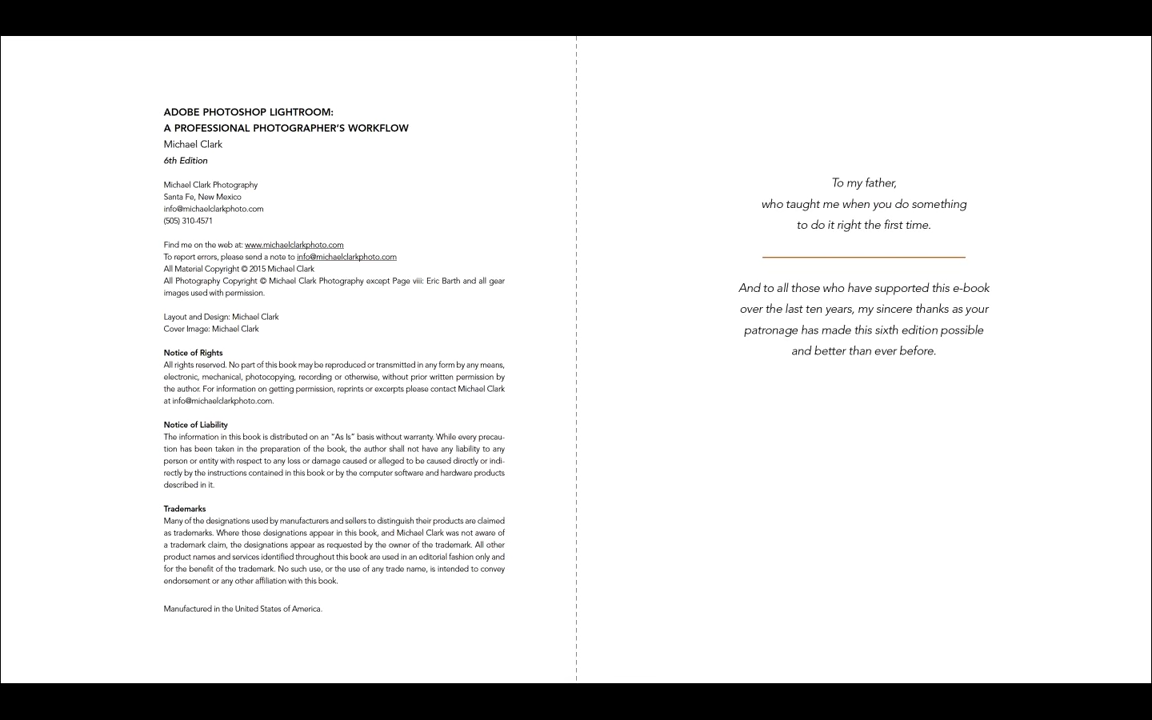 ADOBE PHOTOSHOP LIGHTROOM:
A PROFESSIONAL PHOTOGRAPHER'S WORKFLOW
Michael Clark
6th Edition
Michael Clark Photography
Santa Fe, New Mexico
info@michaelclarkphoto.com
(505) 310-4571
Find me on the web at: www.michaelclarkphoto.com
To report errors, please send a note to info@michaelclarkphoto.com
All Material Copyright © 2015 Michael Clark
All Photography Copyright © Michael Clark Photography except Page viii: Eric Barth and all gear
images used with permission.
Layout and Design: Michael Clark
Cover Image: Michael Clark
Notice of Rights
All rights reserved. No part of this book may be reproduced or transmitted in any form by any means,
electronic, mechanical, photocopying, recording or otherwise, without prior written permission by
the author. For information on getting permission, reprints or excerpts please contact Michael Clark
at info@michaelclarkphoto.com.
Notice of Liability
The information in this book is distributed on an "As Is" basis without warranty. While every precau-
tion has been taken in the preparation of the book, the author shall not have any liability to any
person or entity with respect to any loss or damage caused or alleged to be caused directly or indi-
rectly by the instructions contained in this book or by the computer software and hardware products
described in it.
Trademarks
Many of the designations used by manufacturers and sellers to distinguish their products are claimed
as trademarks. Where those designations appear in this book, and Michael Clark was not aware of
a trademark claim, the designations appear as requested by the owner of the trademark. All other
product names and services identified throughout this book are used in an editorial fashion only and
for the benefit of the trademark. No such use, or the use of any trade name, is intended to convey
endorsement or any other affiliation with this book.
Manufactured in the United States of America.
To my father,
who taught me when you do something
to do it right the first time.
And to all those who have supported this e-book
over the last ten years, my sincere thanks as your
patronage has made this sixth edition possible
and better than ever before.